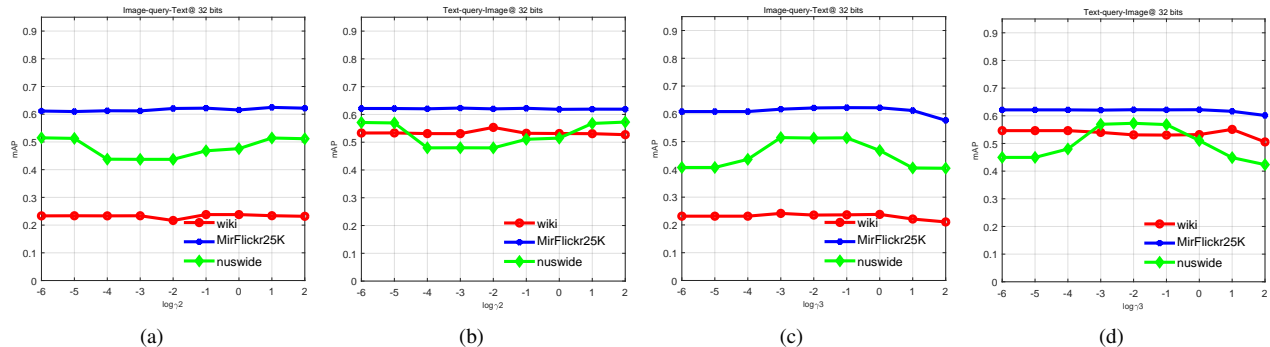 Image-query-Text@ 32 bits
0.9
0.8
0.7
0.6
0.5
0.4
0.3
0.2
0.1
0
mAP
-6 -5 -4 -3 -2 -1 0 1 2
logγ2
wiki
MirFlickr25K
nuswide
(a)
Text-query-Image@ 32 bits
0.9
0.8
0.7
0.6
0.5
0.4
0.3
0.2
0.1
0
mAP
-6 -5 -4 -3 -2 -1 0 1 2
logγ2
wiki
MirFlickr25K
nuswide
(b)
Image-query-Text@ 32 bits
0.9
0.8
0.7
0.6
0.5
0.4
0.3
0.2
0.1
0
mAP
-6 -5 -4 -3 -2 -1 0 1 2
logγ3
wiki
MirFlickr25K
nuswide
(c)
Text-query-Image@ 32 bits
0.9
0.8
0.7
0.6
0.5
0.4
0.3
0.2
0.1
0
mAP
-6 -5 -4 -3 -2 -1 0 1 2
logγ3
wiki
MirFlickr25K
nuswide
(d)